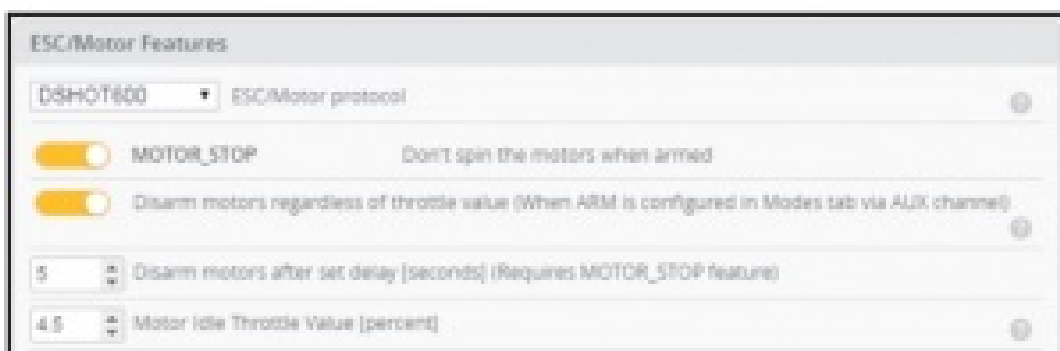 ESC/Motor Features
DSHOT600 ESC/Motor protocol
MOTOR_STOP Don't spin the motors when armed
Disarm motors regardless of throttle value (When ARM is configured in Modes tab via AUX channel)
5 Disarm motors after set delay [seconds] (Requires MOTOR_STOP feature)
4.5 Motor Idle Throttle Value [percent]